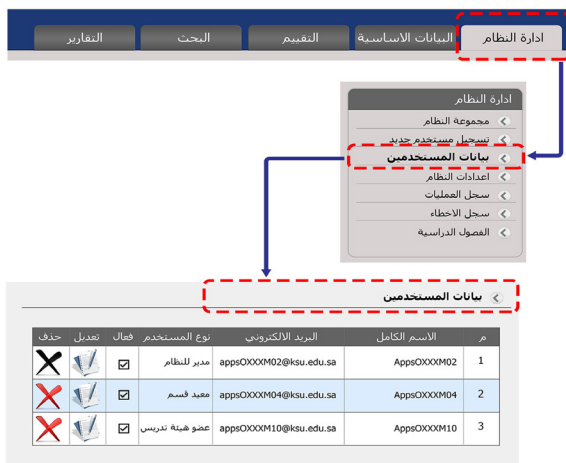 ادارة النظام
البيانات الاساسية
التقييم
البحث
التقارير
ادارة النظام
مجموعة النظام
تسجيل مستخدم جديد
بيانات المستخدمين
اعدادات النظام
سجل العمليات
سجل الاخطاء
الفصول الدراسية
بيانات المستخدمين
م الاسم الكامل البريد الالكتروني نوع المستخدم فعال تعديل حذف
1 AppsOXXXM02 appsOXXXM02@ksu.edu.sa مدير للنظام
2 AppsOXXXM04 appsOXXXM04@ksu.edu.sa معيد قسم
3 AppsOXXXM10 appsOXXXM10@ksu.edu.sa عضو هيئة تدريس